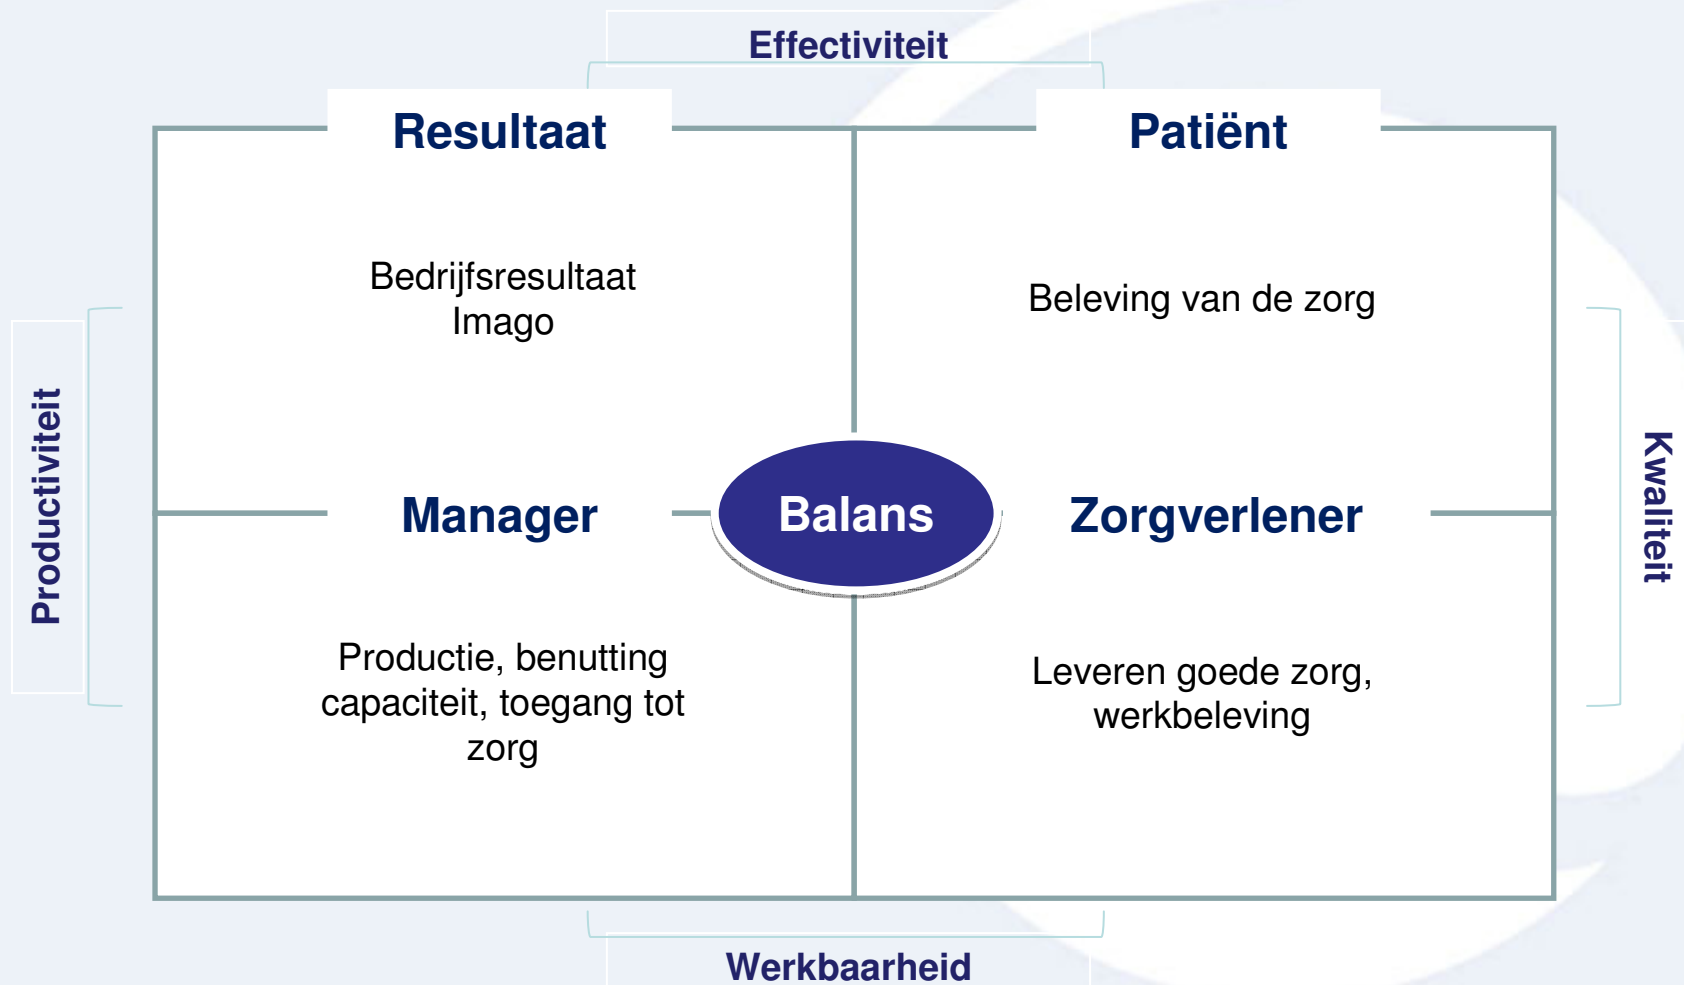 Effectiviteit
Resultaat
Patiënt
Bedrijfsresultaat
Imago
Beleving van de zorg
Productiviteit
Kwaliteit
Manager
Balans
Zorgverlener
Productie, benutting
capaciteit, toegang tot
zorg
Leveren goede zorg,
werkbeleving
Werkbaarheid